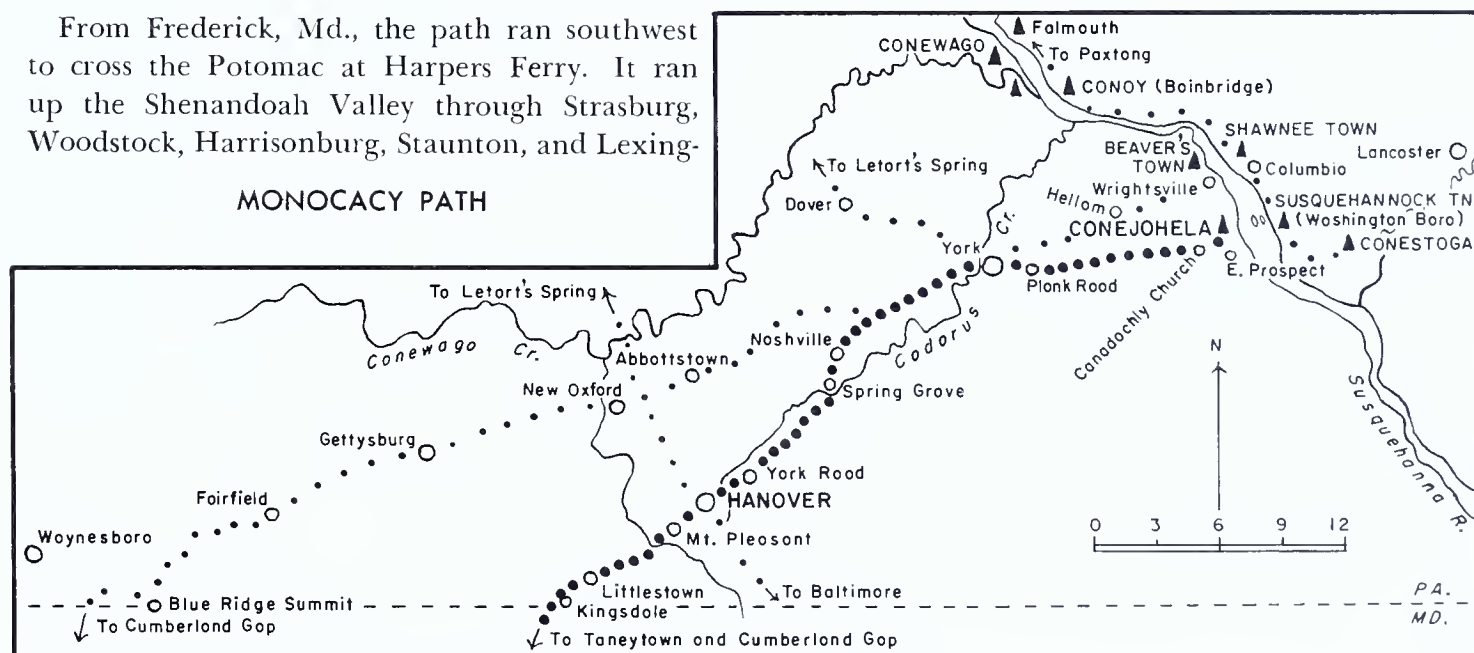 From Frederick, Md., the path ran southwest
to cross the Potomac at Harpers Ferry. It ran
up the Shenandoah Valley through Strasburg,
Woodstock, Harrisonburg, Staunton, and Lexing-
MONOCACY PATH
Falmouth
To Paxtong
CONEWAGO
CONOY (Boinbridge)
SHAWNEE TOWN
BEAVER'S
TOWN
Columbio
Lancoster
To Letort's Spring
Dover
Wrightsville
Hellom
SUSQUEHANNOCK TN
(Woshington Boro)
CONEJOHELA
CONESTOGA
York
Cr.
E. Prospect
Plonk Rood
Canadochly Church
To Letort's Spring
Conewago Cr.
Noshville
Codorus
Abbottstown
New Oxford
Spring Grove
N
Susquehanna R.
Gettysburg
York Rood
HANOVER
Foirfield
0 3 6 9 12
Woynesboro
Mt. Pleosont
Littlestown
To Baltimore
PA.
Blue Ridge Summit
Kingsdole
MD.
To Cumberlond Gop
To Taneytown and Cumberlond Gop